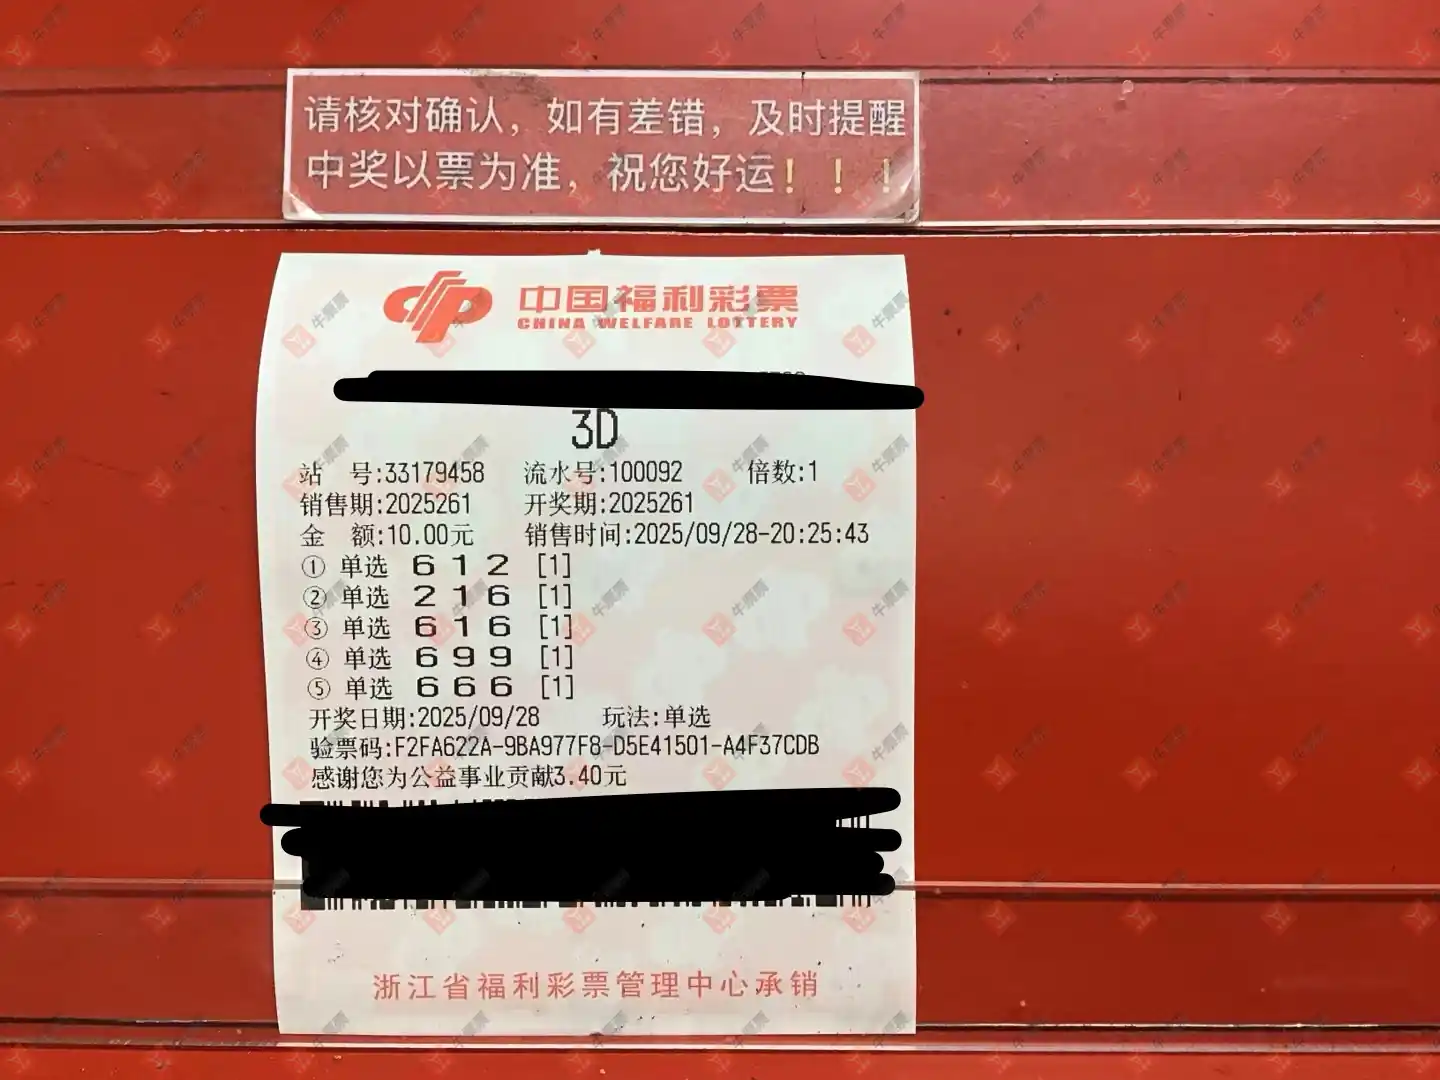 请核对确认，如有差错，及时提醒
中奖以票为准，祝您好运！！！
中国福利彩票
CHINA WELFARE LOTTERY
3D
站 号:33179458 流水号:100092 倍数:1
销售期:2025261 开奖期:2025261
金 额:10.00元 销售时间:2025/09/28-20:25:43
① 单选 6 1 2 [1]
② 单选 2 1 6 [1]
③ 单选 6 1 6 [1]
④ 单选 6 9 9 [1]
⑤ 单选 6 6 6 [1]
开奖日期:2025/09/28 玩法:单选
验票码:F2FA622A-9BA977F8-D5E41501-A4F37CDB
感谢您为公益事业贡献3.40元
浙江省福利彩票管理中心承销